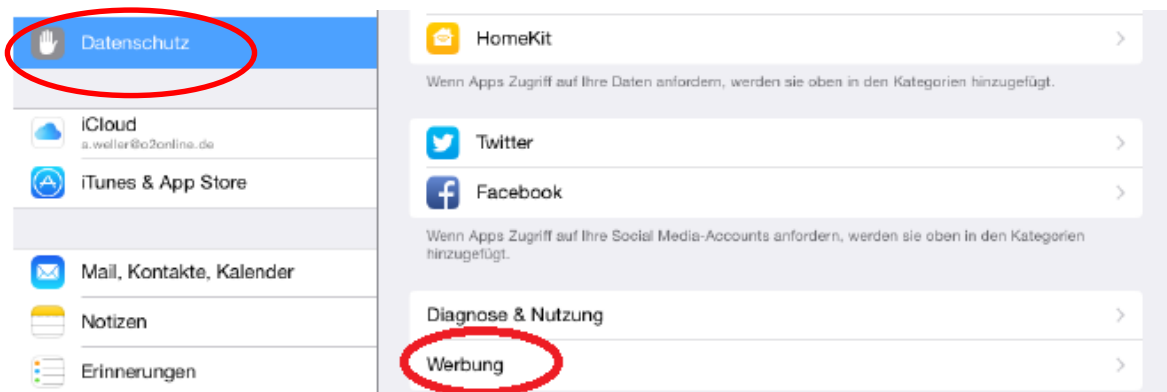 Datenschutz
iCloud
a.weller@o2online.de
iTunes & App Store
Mail, Kontakte, Kalender
Notizen
Erinnerungen
HomeKit
Wenn Apps Zugriff auf Ihre Daten anfordern, werden sie oben in den Kategorien hinzugefügt.
Twitter
Facebook
Wenn Apps Zugriff auf Ihre Social Media-Accounts anfordern, werden sie oben in den Kategorien
hinzugefügt.
Diagnose & Nutzung
Werbung